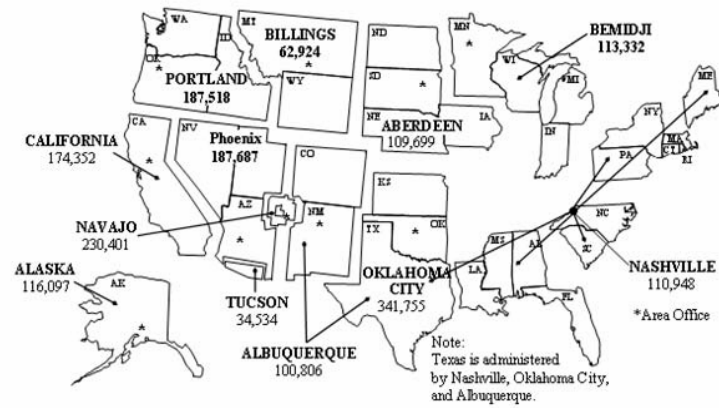 WA
ID
MI
BILLINGS
62,924
ND
MN
BEMIDJI
113,332
OR
PORTLAND
187,518
WY
SD
WI
MI
ME
CA
NV
Phoenix
187,687
NE
ABERDEEN
109,699
IA
IN
NY
MA
CT
RI
PA
CALIFORNIA
174,352
CO
KS
AZ
NM
NAVAJO
230,401
TX
OK
MS
AL
NC
SC
ALASKA
116,097
AK
TUCSON
34,534
OKLAHOMA
CITY
341,755
LA
FL
NASHVILLE
110,948
*Area Office
ALBUQUERQUE
100,806
Note:
Texas is administered
by Nashville, Oklahoma City,
and Albuquerque.